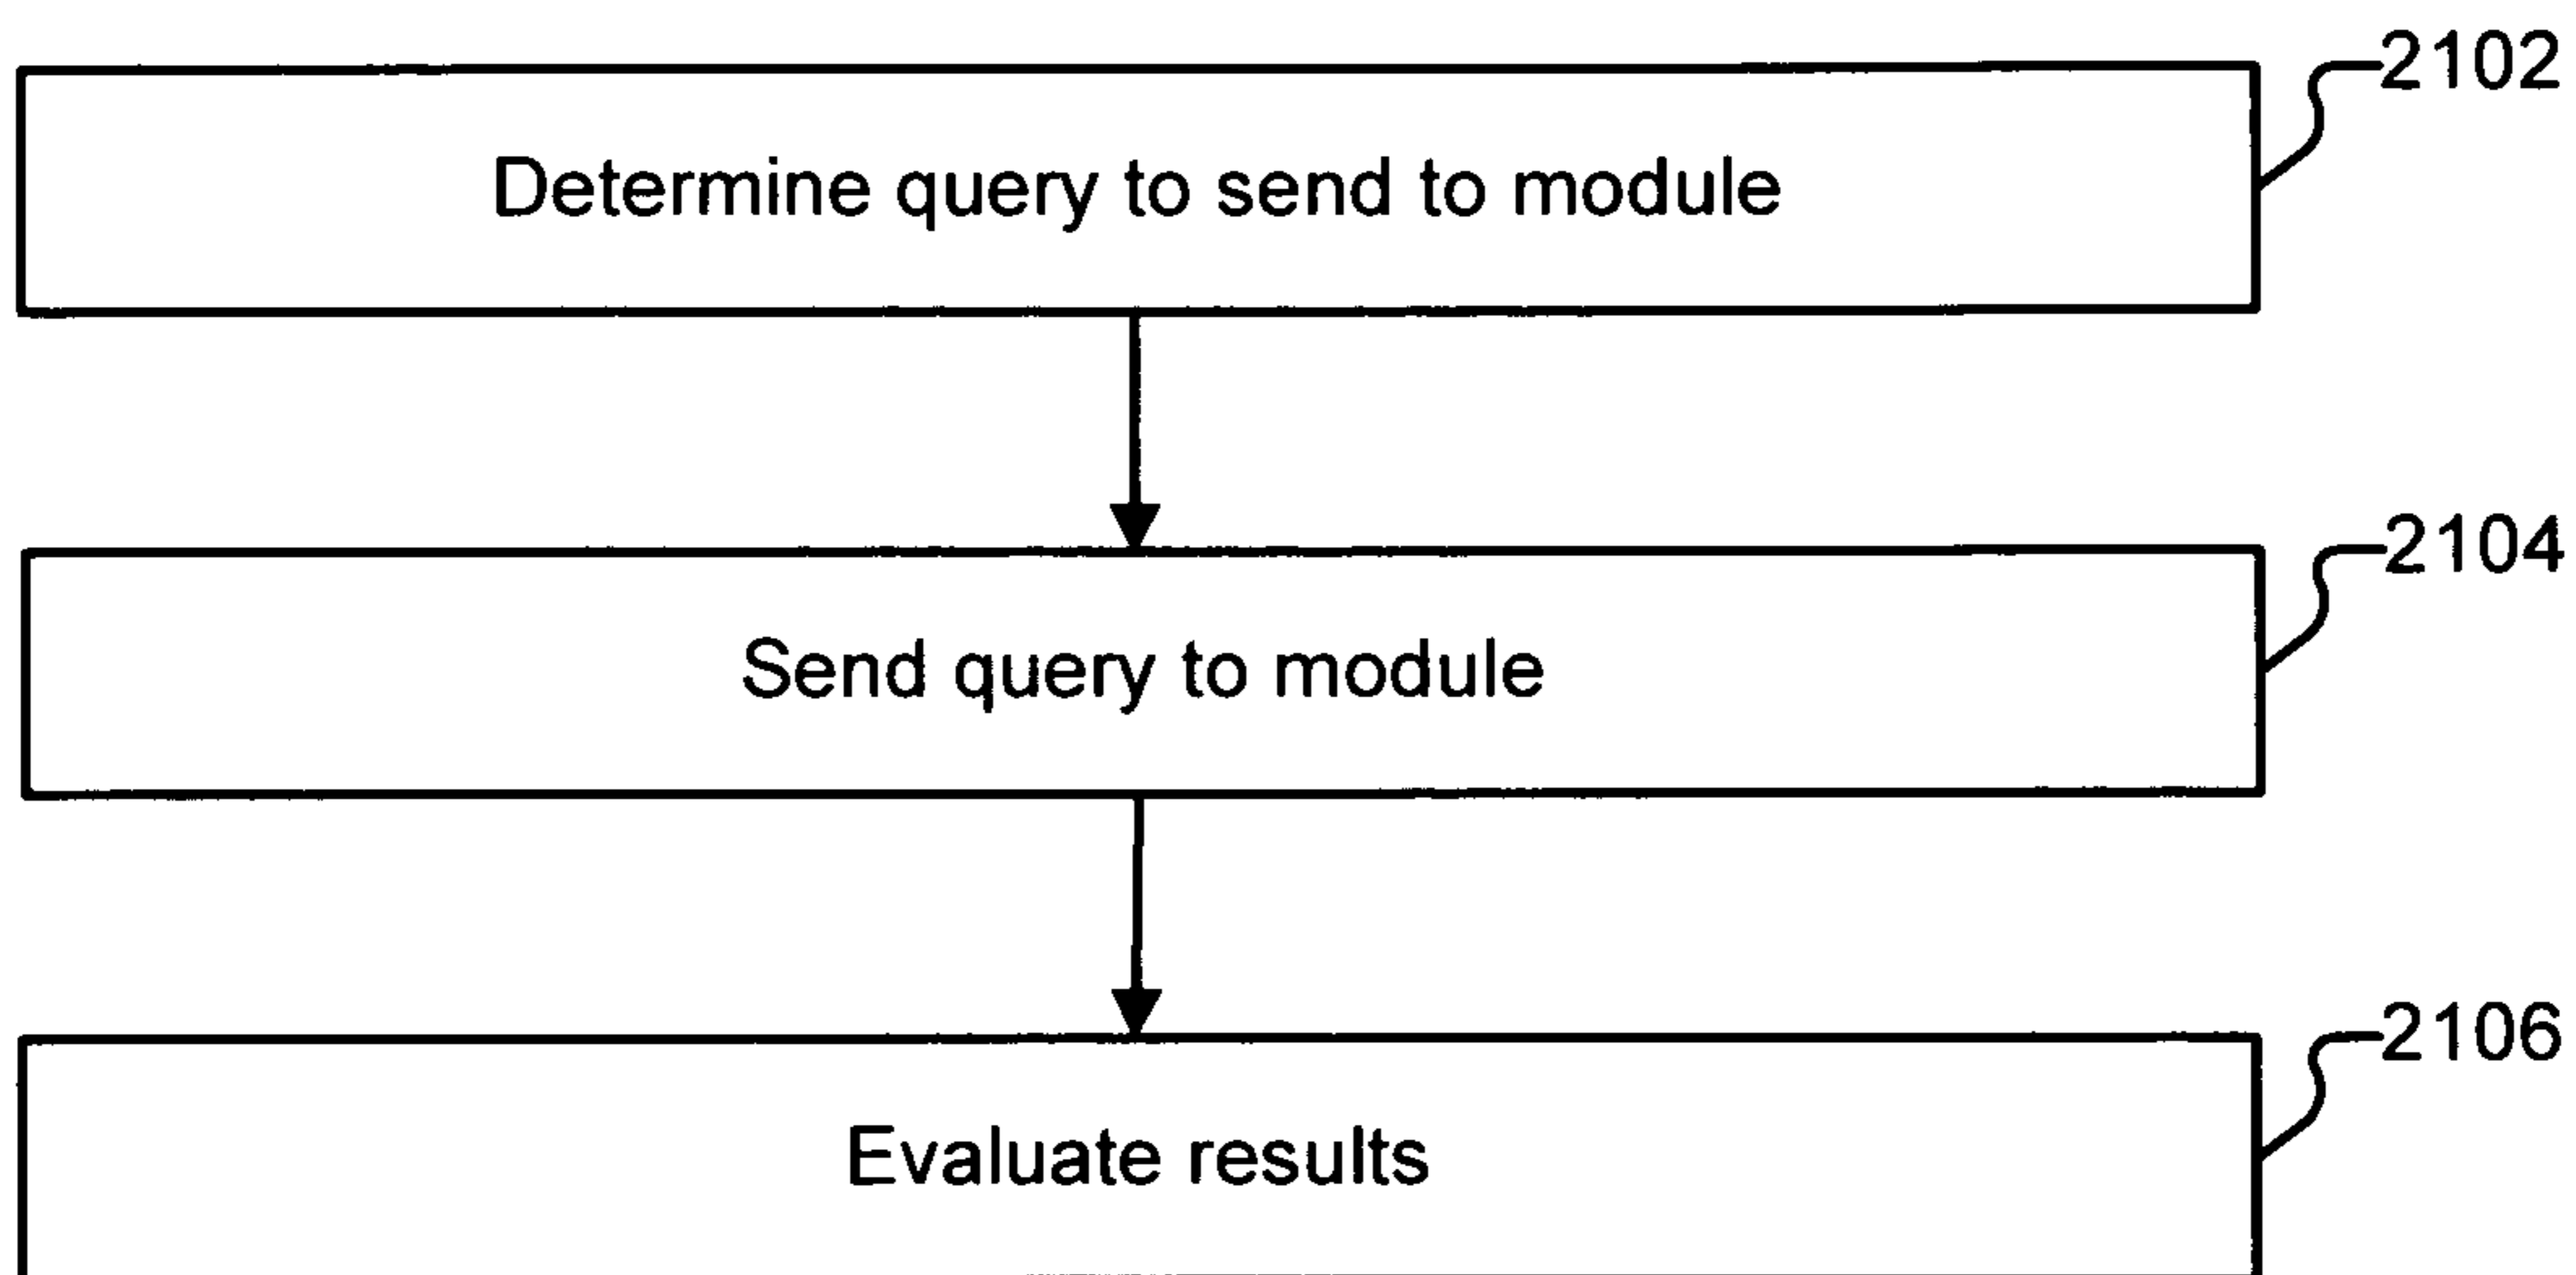 2102
Determine query to send to module
2104
Send query to module
2106
Evaluate results